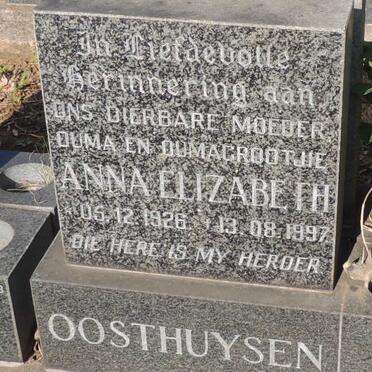 In Liefdevolle
Herinnering aan
ONS DIERBARE MOEDER
OUMA EN OUMAGROOTJIE
ANNA ELIZABETH
05.12.1926 13.08.1997
DIE HERE IS MY HERDER
OOSTHUYSEN